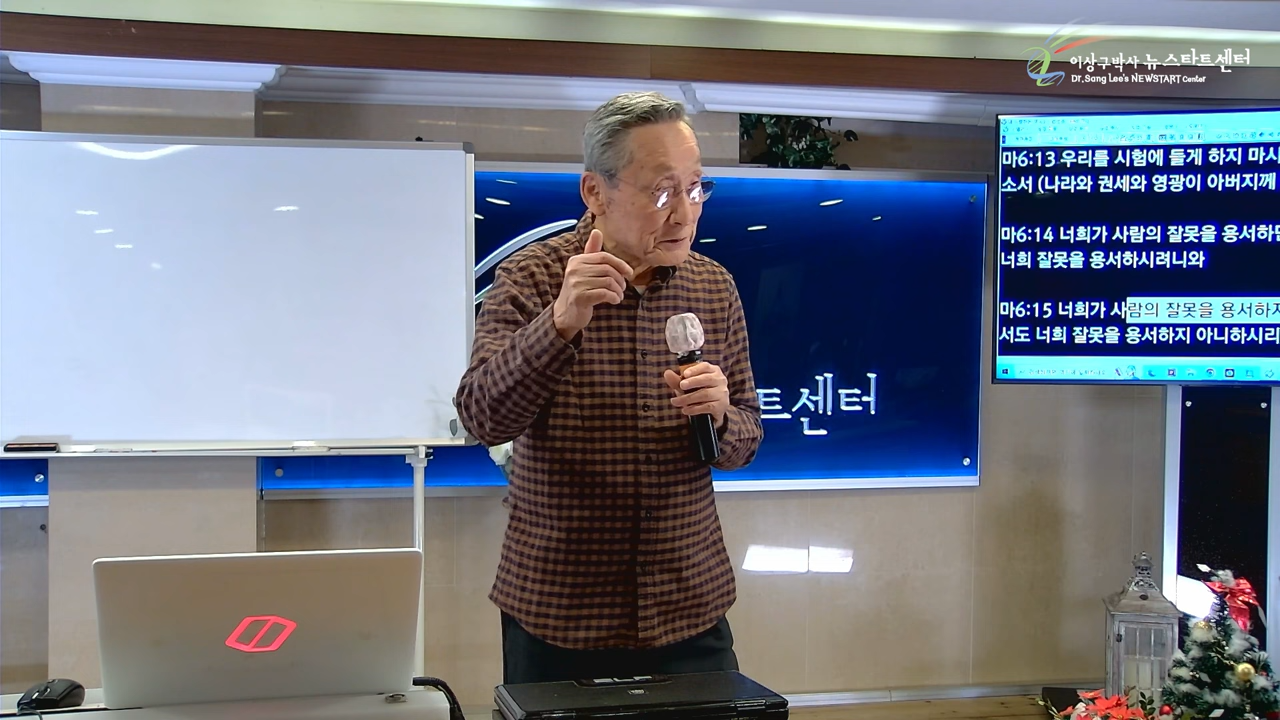 이상구박사 뉴스타트센터
Dr. Sang Lee's NEWSTART Center
마6:13 우리를 시험에 들게 하지 마시
소서 (나라와 권세와 영광이 아버지께
마6:14 너희가 사람의 잘못을 용서하면
너희 잘못을 용서하시려니와
마6:15 너희가 사람의 잘못을 용서하지
서도 너희 잘못을 용서하지 아니하시리
트센터